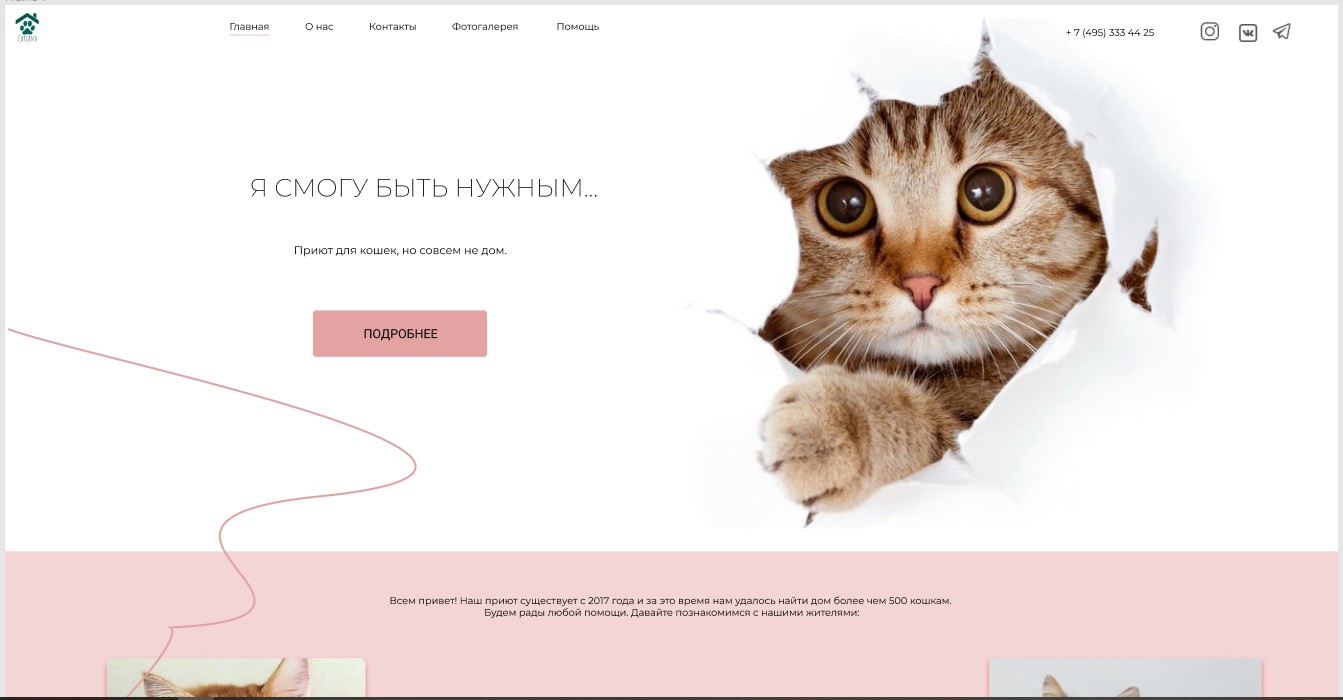 CATLAND
Главная
О нас
Контакты
Фотогалерея
Помощь
+ 7 (495) 333 44 25
Я СМОГУ БЫТЬ НУЖНЫМ...
Приют для кошек, но совсем не дом.
ПОДРОБНЕЕ
Всем привет! Наш приют существует с 2017 года и за это время нам удалось найти дом более чем 500 кошкам.
Будем рады любой помощи. Давайте познакомимся с нашими жителями: